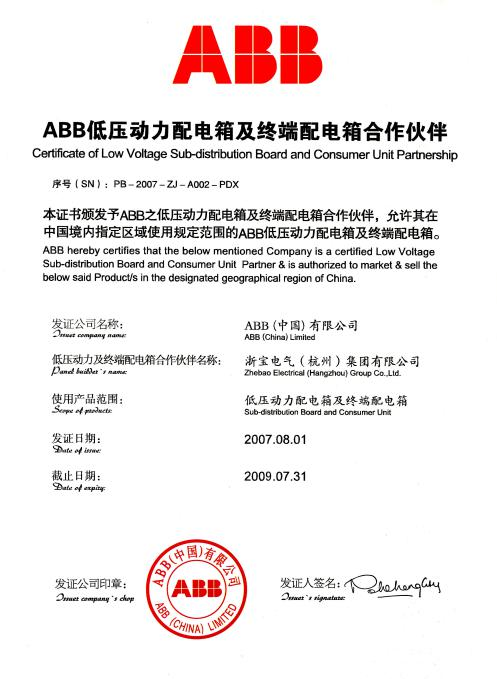 ABB
ABB低压动力配电箱及终端配电箱合作伙伴
Certificate of Low Voltage Sub-distribution Board and Consumer Unit Partnership
序号（SN）：PB－2007－ZJ－A002－PDX
本证书颁发予ABB之低压动力配电箱及终端配电箱合作伙伴，允许其在
中国境内指定区域使用规定范围的ABB低压动力配电箱及终端配电箱。
ABB hereby certifies that the below mentioned Company is a certified Low Voltage
Sub-distribution Board and Consumer Unit Partner & is authorized to market & sell the
below said Product/s in the designated geographical region of China.
发证公司名称： ABB（中国）有限公司
Issuer company name: ABB (China) Limited
低压动力及终端配电箱合作伙伴名称： 浙宝电气（杭州）集团有限公司
Panel builder`s name: Zhebao Electrical (Hangzhou) Group Co.,Ltd.
使用产品范围： 低压动力配电箱及终端配电箱
Scope of products: Sub-distribution Board and Consumer Unit
发证日期： 2007.08.01
Date of issue:
截止日期： 2009.07.31
Date of expiry:
发证公司印章：
Issuer company`s chop
ABB(中国)有限公司
ABB
ABB (CHINA) LIMITED
发证人签名：
Issuer`s signature: